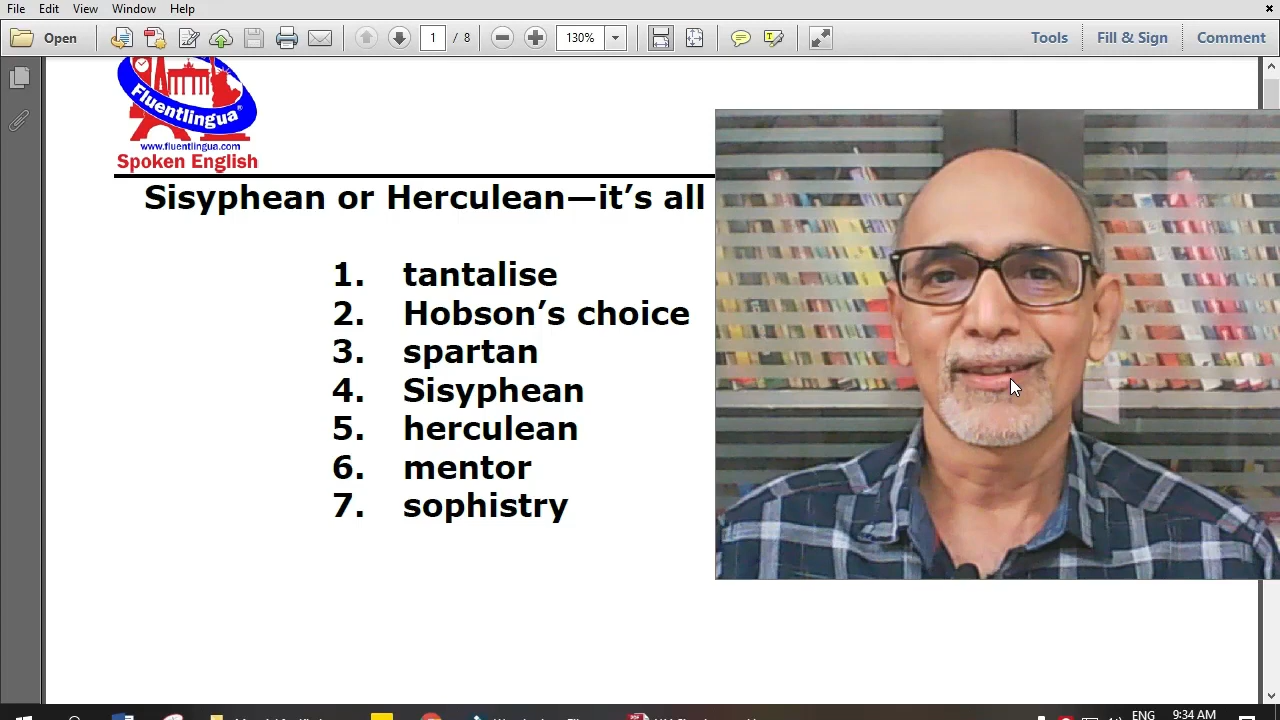 File Edit View Window Help
Open 1 / 8 130% Tools Fill & Sign Comment
Fluentlingua®
www.fluentlingua.com
Spoken English
Sisyphean or Herculean—it’s all
1. tantalise
2. Hobson’s choice
3. spartan
4. Sisyphean
5. herculean
6. mentor
7. sophistry
ENG
9:34 AM